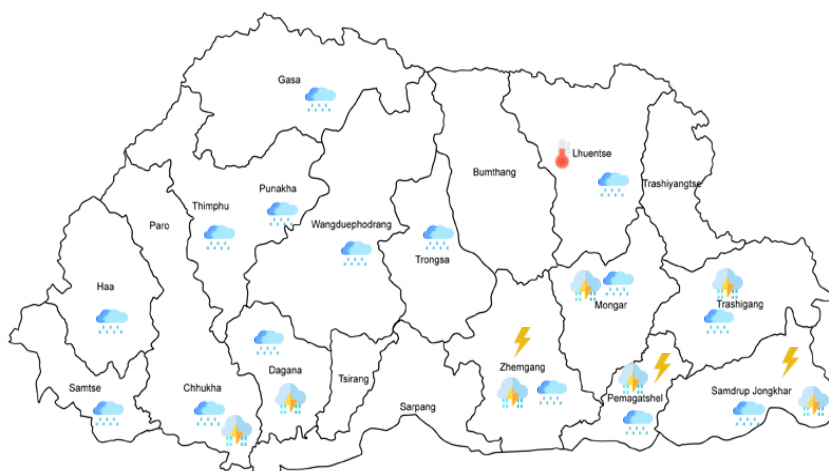 Gasa
Lhuentse
Bumthang
Trashiyangtse
Punakha
Thimphu
Paro
Wangduephodrang
Trongsa
Haa
Mongar
Trashigang
Zhemgang
Dagana
Tsirang
Samtse
Chhukha
Sarpang
Pemagatshel
Samdrup Jongkhar